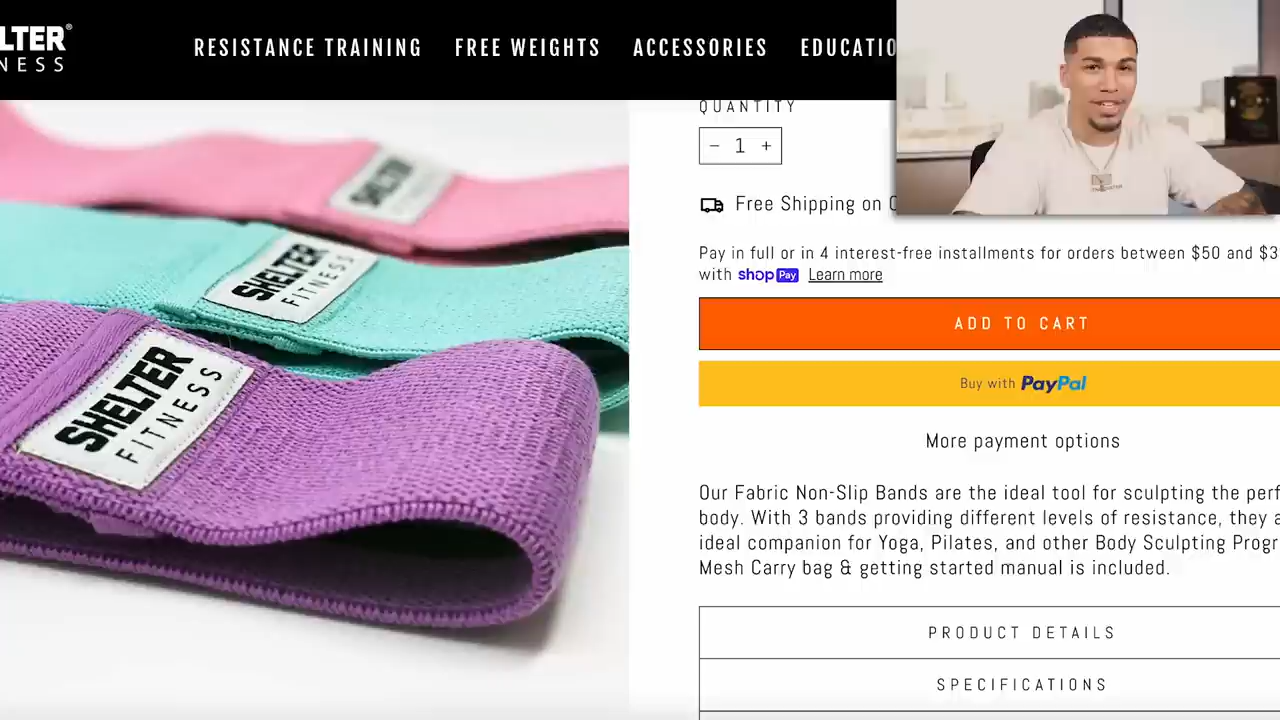 LTER®
NESS
RESISTANCE TRAINING FREE WEIGHTS ACCESSORIES EDUCATIO
QUANTITY
− 1 +
Free Shipping on
Pay in full or in 4 interest-free installments for orders between $50 and $3
with shop Pay Learn more
ADD TO CART
Buy with PayPal
More payment options
Our Fabric Non-Slip Bands are the ideal tool for sculpting the perf
body. With 3 bands providing different levels of resistance, they a
ideal companion for Yoga, Pilates, and other Body Sculpting Progr
Mesh Carry bag & getting started manual is included.
PRODUCT DETAILS
SPECIFICATIONS
SHELTER
SHELTER
FITNESS
SHELTER
FITNESS